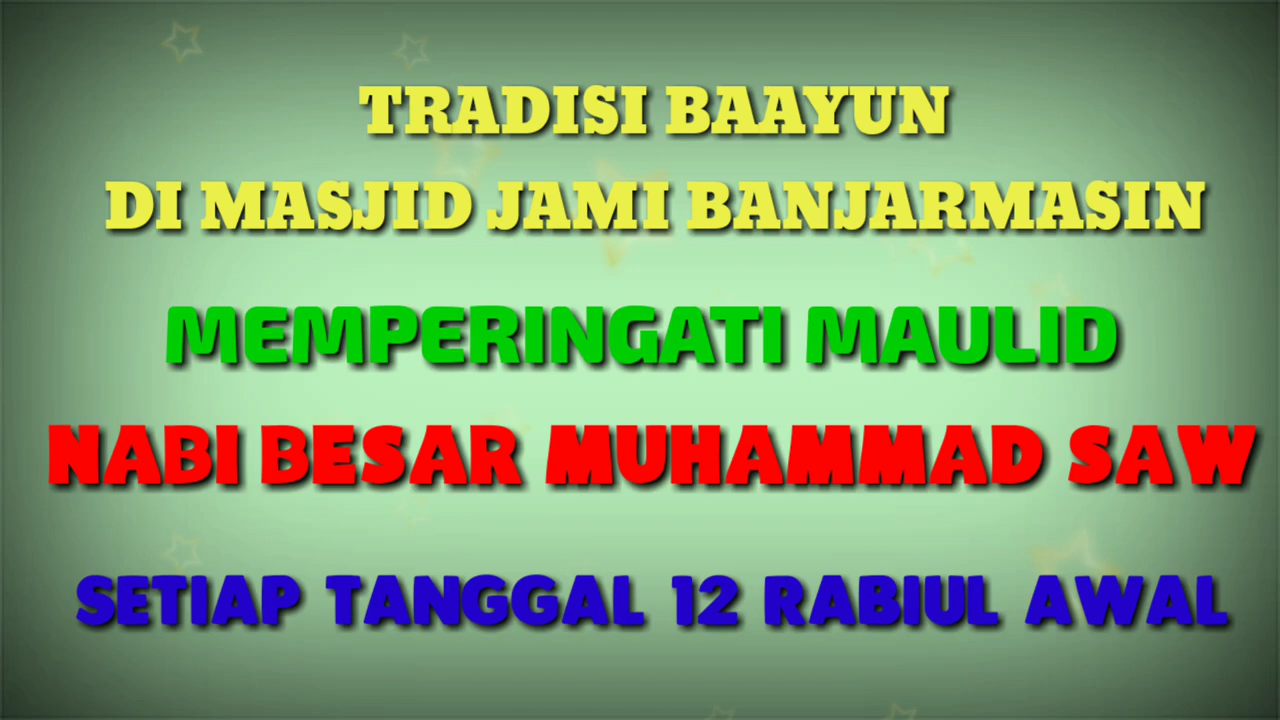 TRADISI BAAYUN
DI MASJID JAMI BANJARMASIN
MEMPERINGATI MAULID
NABI BESAR MUHAMMAD SAW
SETIAP TANGGAL 12 RABIUL AWAL